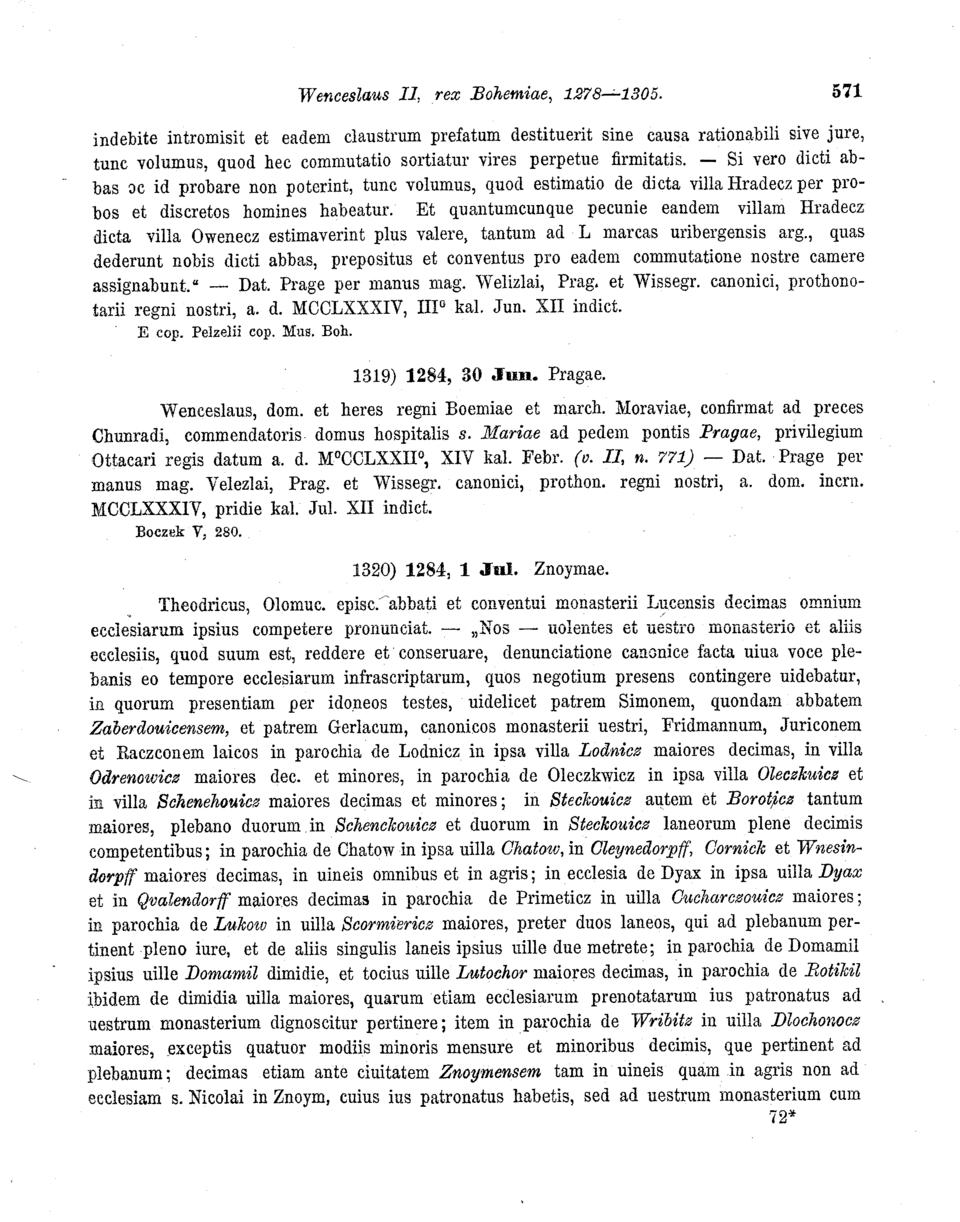 Wenceslaus II, rex Bohemiae, 1278—1305. 571
indebite intromisit et eadem claustrum prefatum destituerit sine causa rationabili sive jure,
tunc volumus, quod hec commutatio sortiatur vires perpetue firmitatis. — Si vero dicti ab-
bas oc id probare non poterint, tunc volumus, quod estimatio de dicta villa Hradecz per pro-
bos et discretos homines habeatur. Et quantumcunque pecunie eandem villam Hradecz
dicta villa Owenecz estimaverint plus valere, tantum ad L marcas uribergensis arg., quas
dederunt nobis dicti abbas, prepositus et conventus pro eadem commutatione nostre camere
assignabunt.“ — Dat. Prage per manus mag. Welizlai, Prag. et Wissegr. canonici, prothono-
tarii regni nostri, a. d. MCCLXXXIV, III⁰ kal. Jun. XII indict.
E cop. Pelzelii cop. Mus. Boh.
1319) 1284, 30 Jun. Pragae.
Wenceslaus, dom. et heres regni Boemiae et march. Moraviae, confirmat ad preces
Chunradi, commendatoris domus hospitalis s. Mariae ad pedem pontis Pragae, privilegium
Ottacari regis datum a. d. M⁰CCLXXII⁰, XIV kal. Febr. (v. II, n. 771) — Dat. Prage per
manus mag. Velezlai, Prag. et Wissegr. canonici, prothon. regni nostri, a. dom. incrn.
MCCLXXXIV, pridie kal. Jul. XII indict.
Boczek V, 280.
1320) 1284, 1 Jul. Znoymae.
Theodricus, Olomuc. episc. abbati et conventui monasterii Lucensis decimas omnium
ecclesiarum ipsius competere pronunciat. — „Nos — uolentes et uestro monasterio et aliis
ecclesiis, quod suum est, reddere et conseruare, denunciatione canonice facta uiua voce ple-
banis eo tempore ecclesiarum infrascriptarum, quos negotium presens contingere uidebatur,
in quorum presentiam per idoneos testes, uidelicet patrem Simonem, quondam abbatem
Zaberdouicensem, et patrem Gerlacum, canonicos monasterii uestri, Fridmannum, Juriconem
et Raczconem laicos in parochia de Lodnicz in ipsa villa Lodnicz maiores decimas, in villa
Odrenowicz maiores dec. et minores, in parochia de Oleczkwicz in ipsa villa Oleczkuicz et
in villa Schenehouicz maiores decimas et minores; in Steckouicz autem et Boroticz tantum
maiores, plebano duorum in Schenckouicz et duorum in Steckouicz laneorum plene decimis
competentibus; in parochia de Chatow in ipsa uilla Chatow, in Cleynedorpff, Cornick et Wnesin-
dorpff maiores decimas, in uineis omnibus et in agris; in ecclesia de Dyax in ipsa uilla Dyax
et in Qvalendorff maiores decimas in parochia de Primeticz in uilla Cucharczouicz maiores;
in parochia de Lukow in uilla Scormiericz maiores, preter duos laneos, qui ad plebanum per-
tinent pleno iure, et de aliis singulis laneis ipsius uille due metrete; in parochia de Domamil
ipsius uille Domamil dimidie, et tocius uille Lutochor maiores decimas, in parochia de Rotikil
ibidem de dimidia uilla maiores, quarum etiam ecclesiarum prenotatarum ius patronatus ad
uestrum monasterium dignoscitur pertinere; item in parochia de Wribitz in uilla Dlochonocz
maiores, exceptis quatuor modiis minoris mensure et minoribus decimis, que pertinent ad
plebanum; decimas etiam ante ciuitatem Znoymensem tam in uineis quam in agris non ad
ecclesiam s. Nicolai in Znoym, cuius ius patronatus habetis, sed ad uestrum monasterium cum
72*